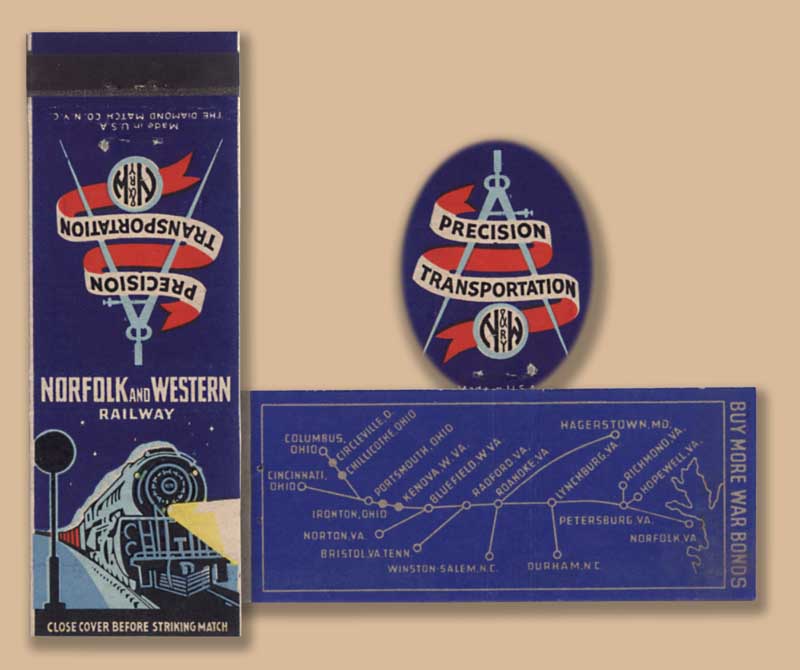 THE DIAMOND MATCH CO. N.Y.C.
Made in U.S.A.
N&W
RY
TRANSPORTATION
PRECISION
NORFOLK AND WESTERN
RAILWAY
CLOSE COVER BEFORE STRIKING MATCH
PRECISION
TRANSPORTATION
N&W
RY
COLUMBUS,
CIRCLEVILLE, O.
CHILLICOTHE, OHIO
CINCINNATI,
OHIO
PORTSMOUTH, OHIO
IRONTON, OHIO
KENOVA W. VA.
BLUEFIELD W VA.
RADFORD, VA.
ROANOKE VA.
HAGERSTOWN, MD.
LYNCHBURG, VA.
RICHMOND, VA.
HOPEWELL, VA.
PETERSBURG, VA.
NORFOLK, VA.
NORTON, VA.
BRISTOL, VA TENN.
WINSTON-SALEM, N.C.
DURHAM, N.C.
BUY MORE WAR BONDS